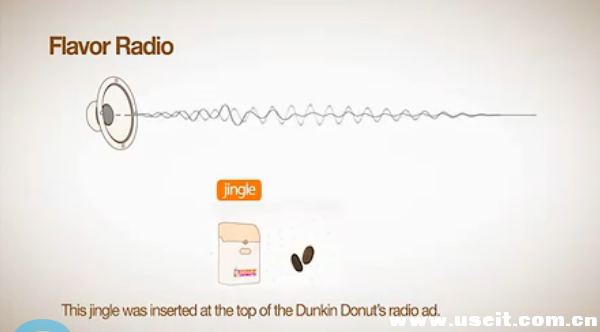 Flavor Radio
jingle
This jingle was inserted at the top of the Dunkin Donut's radio ad.
www.useit.com.cn